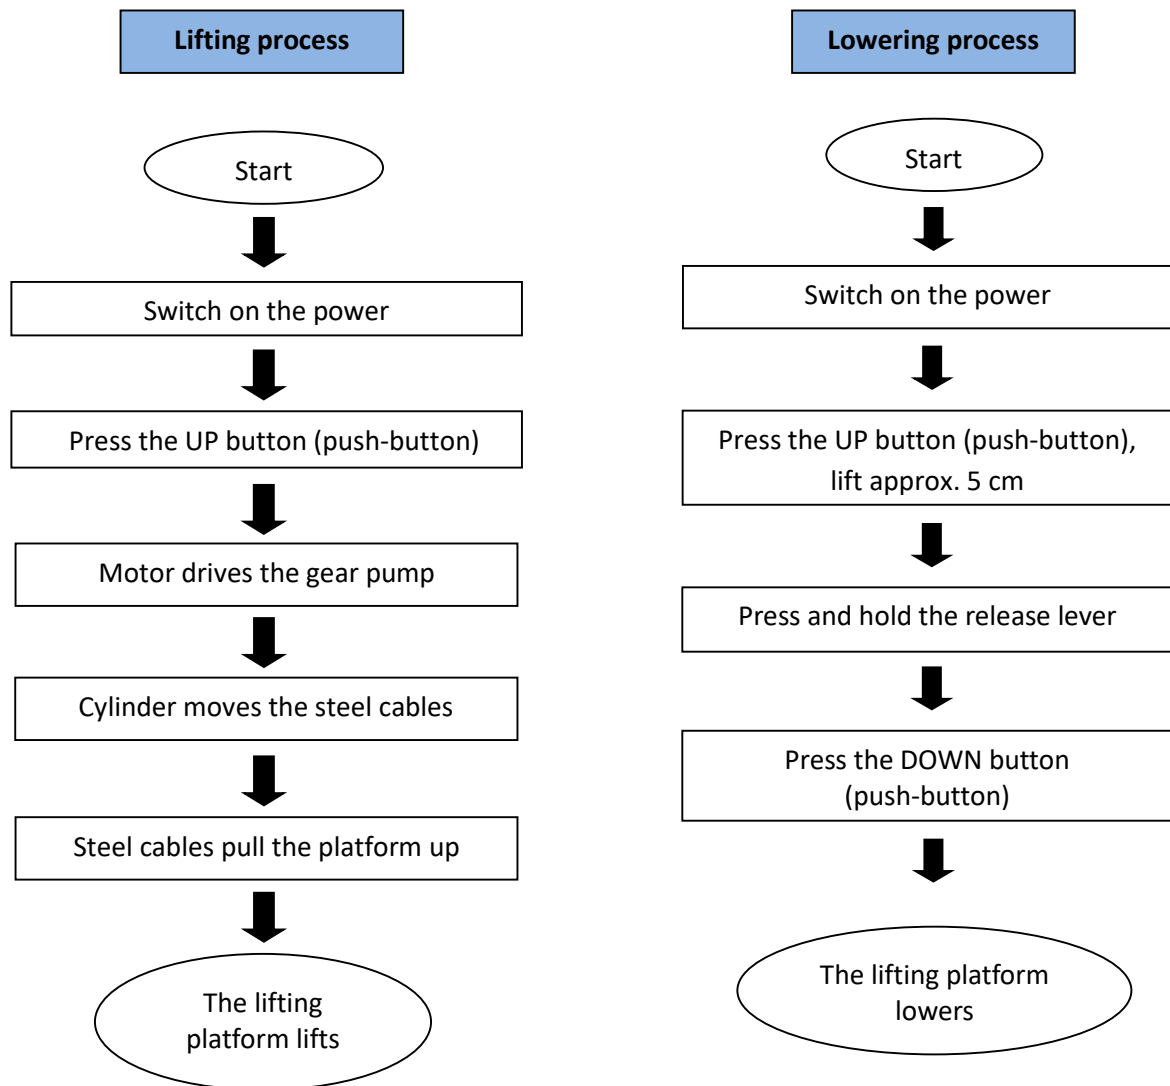 Lifting process
Start
Switch on the power
Press the UP button (push-button)
Motor drives the gear pump
Cylinder moves the steel cables
Steel cables pull the platform up
The lifting
platform lifts
Lowering process
Start
Switch on the power
Press the UP button (push-button),
lift approx. 5 cm
Press and hold the release lever
Press the DOWN button
(push-button)
The lifting platform
lowers